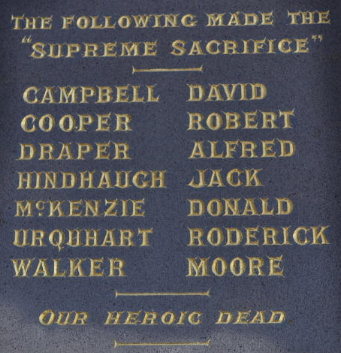 THE FOLLOWING MADE THE
"SUPREME SACRIFICE"
CAMPBELL DAVID
COOPER ROBERT
DRAPER ALFRED
HINDHAUGH JACK
McKENZIE DONALD
URQUHART RODERICK
WALKER MOORE
OUR HEROIC DEAD